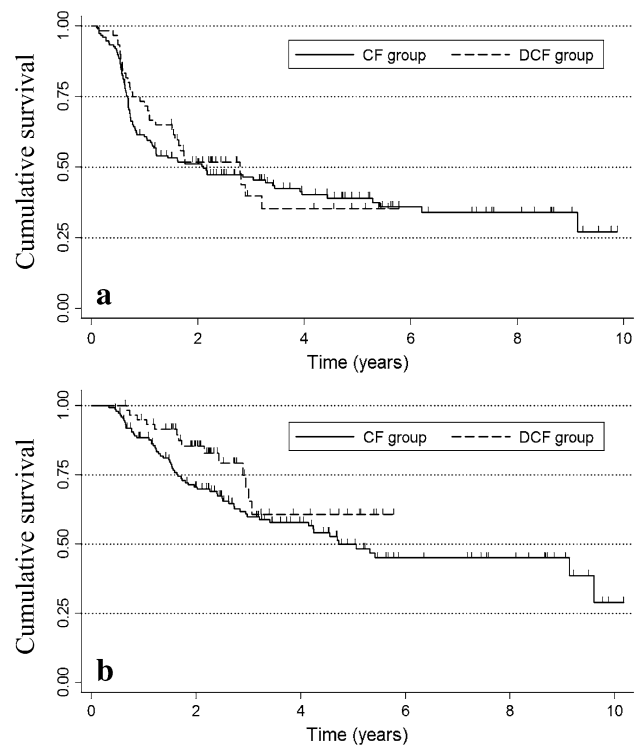 Cumulative survival
1.00
0.75
0.50
0.25
0.00
CF group
DCF group
a
0 2 4 6 8 10
Time (years)
Cumulative survival
1.00
0.75
0.50
0.25
0.00
CF group
DCF group
b
0 2 4 6 8 10
Time (years)